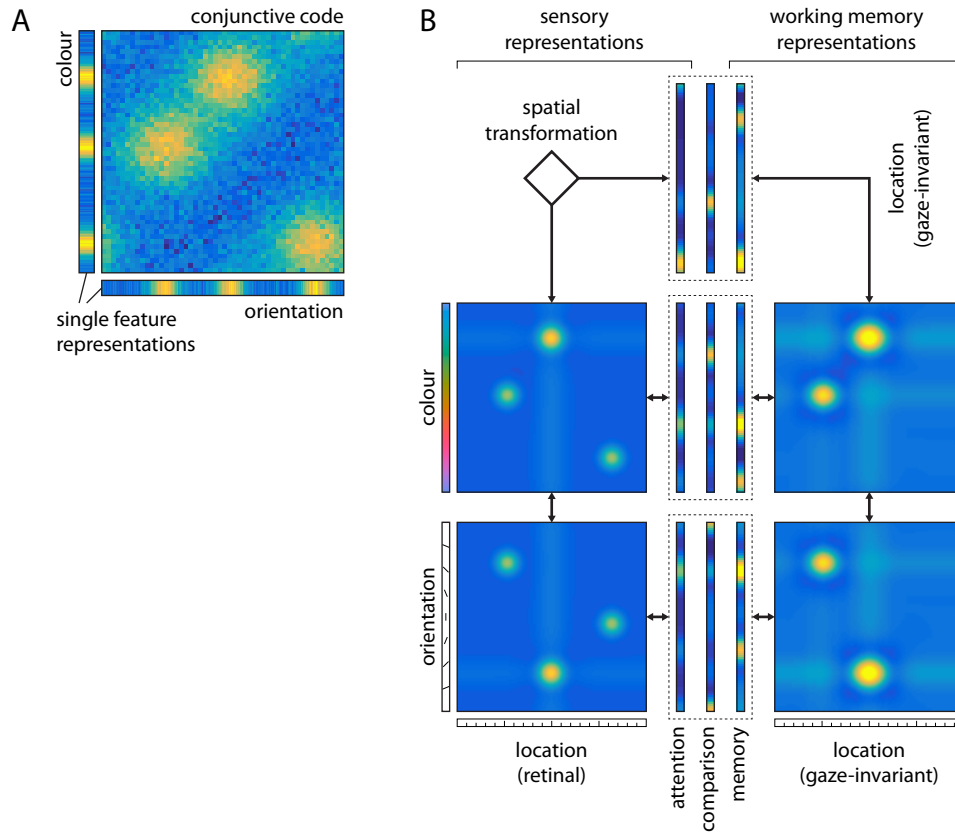 A
conjunctive code
colour
orientation
single feature
representations
B
sensory
representations
working memory
representations
spatial
transformation
location
(gaze-invariant)
colour
orientation
location
(retinal)
attention
comparison
memory
location
(gaze-invariant)